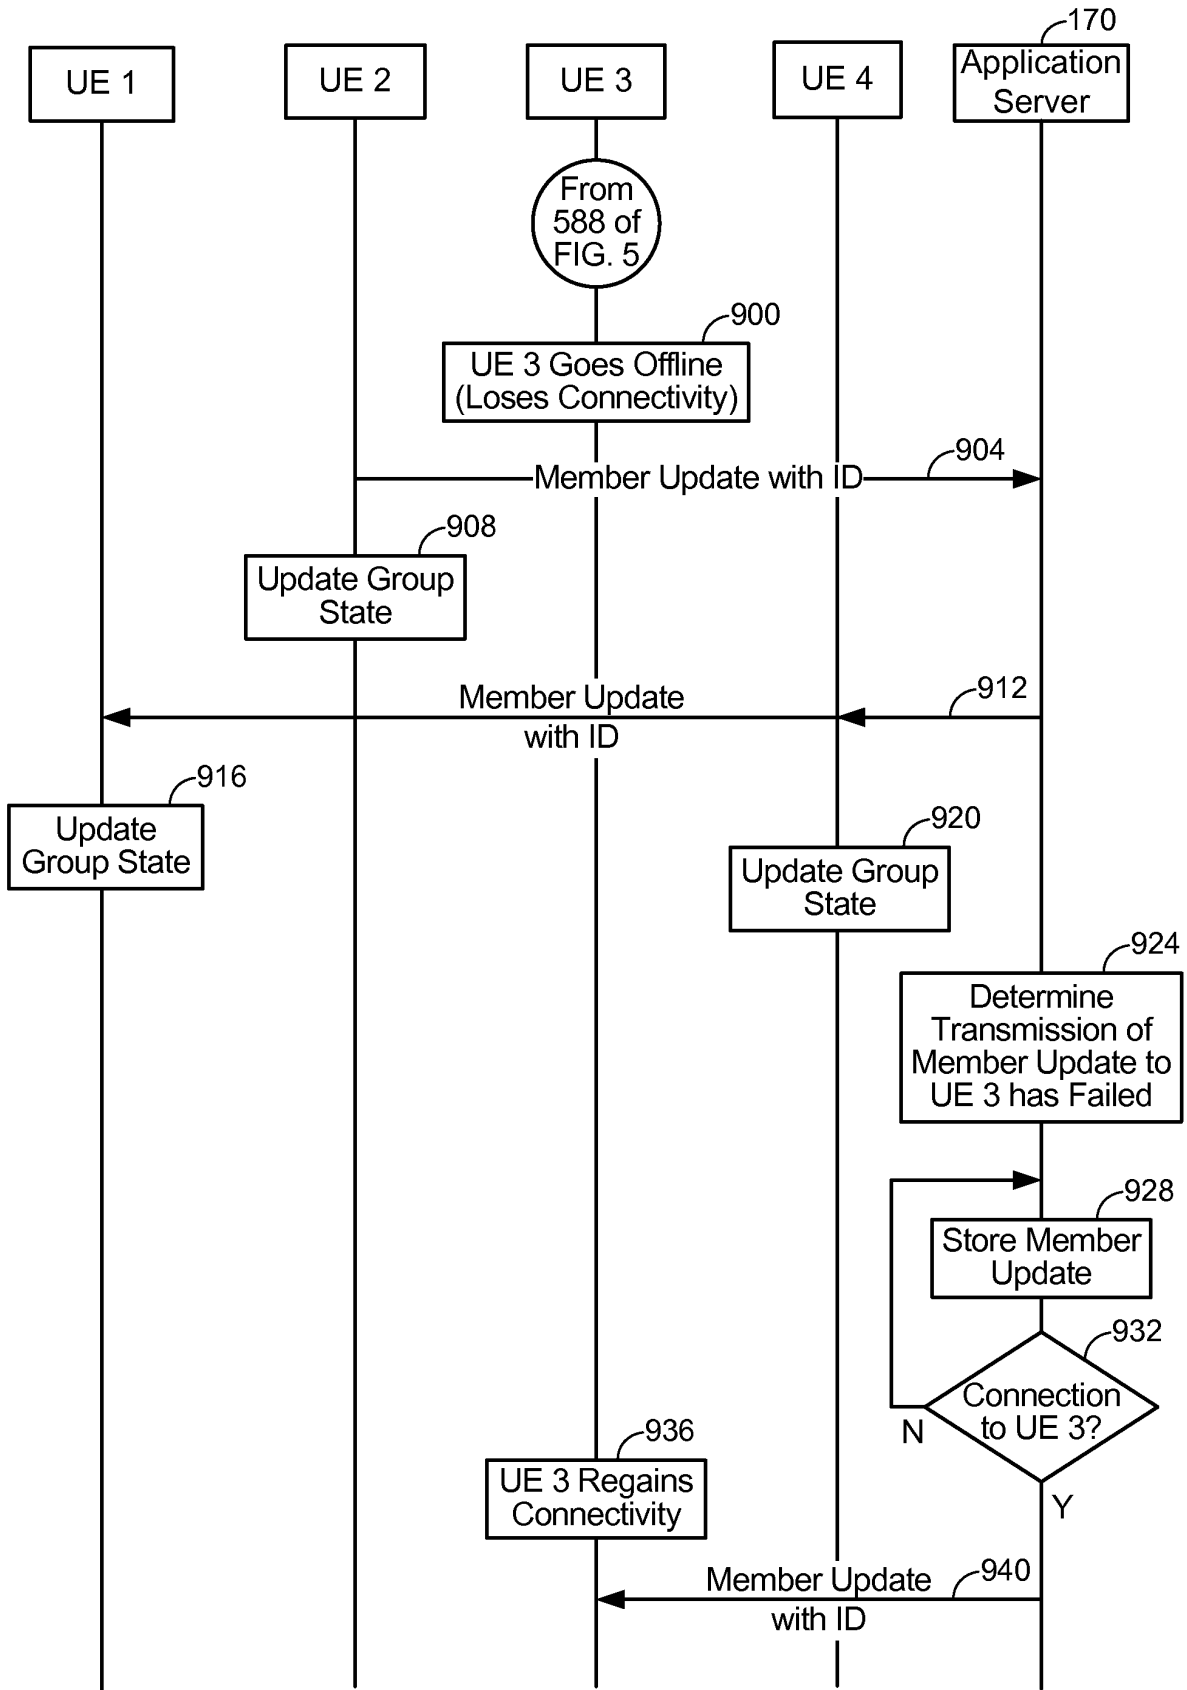 170
UE 1
UE 2
UE 3
UE 4
Application
Server
From
588 of
FIG. 5
900
UE 3 Goes Offline
(Loses Connectivity)
904
Member Update with ID
908
Update Group
State
912
Member Update
with ID
916
Update
Group State
920
Update Group
State
924
Determine
Transmission of
Member Update to
UE 3 has Failed
928
Store Member
Update
932
Connection
to UE 3?
N
Y
936
UE 3 Regains
Connectivity
940
Member Update
with ID